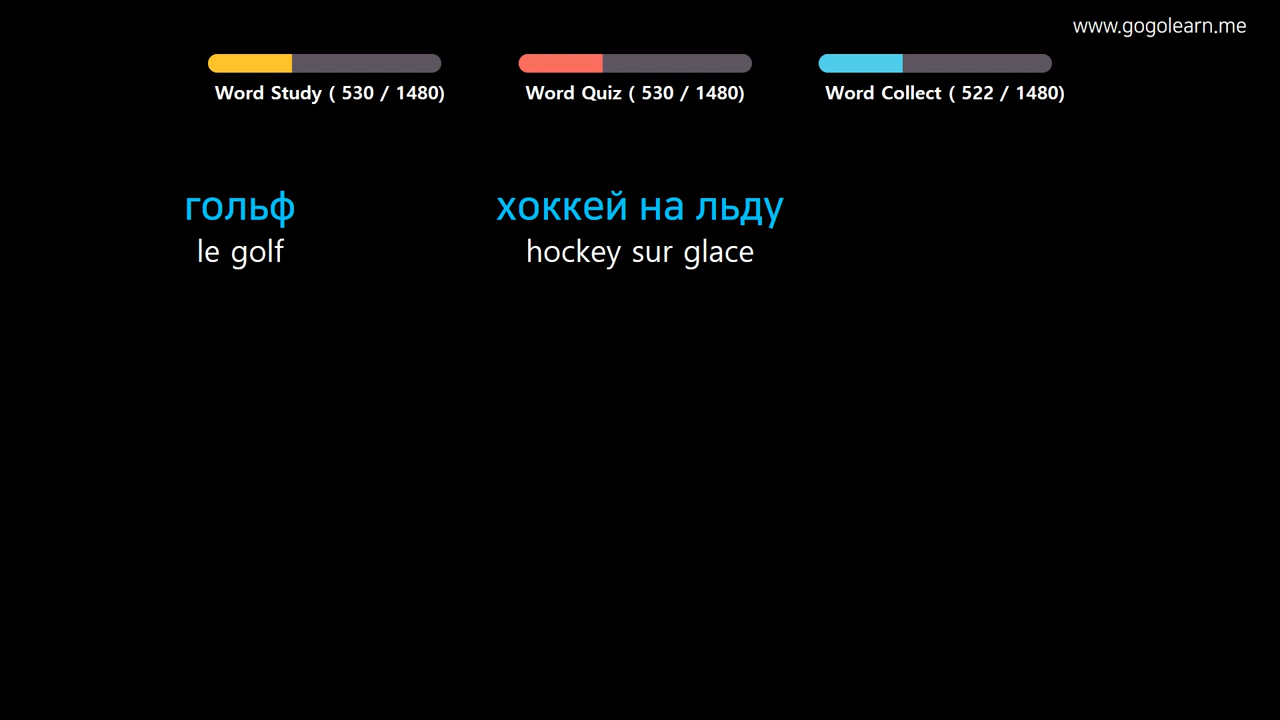 www.gogolearn.me
Word Study ( 530 / 1480)
Word Quiz ( 530 / 1480)
Word Collect ( 522 / 1480)
гольф
le golf
хоккей на льду
hockey sur glace